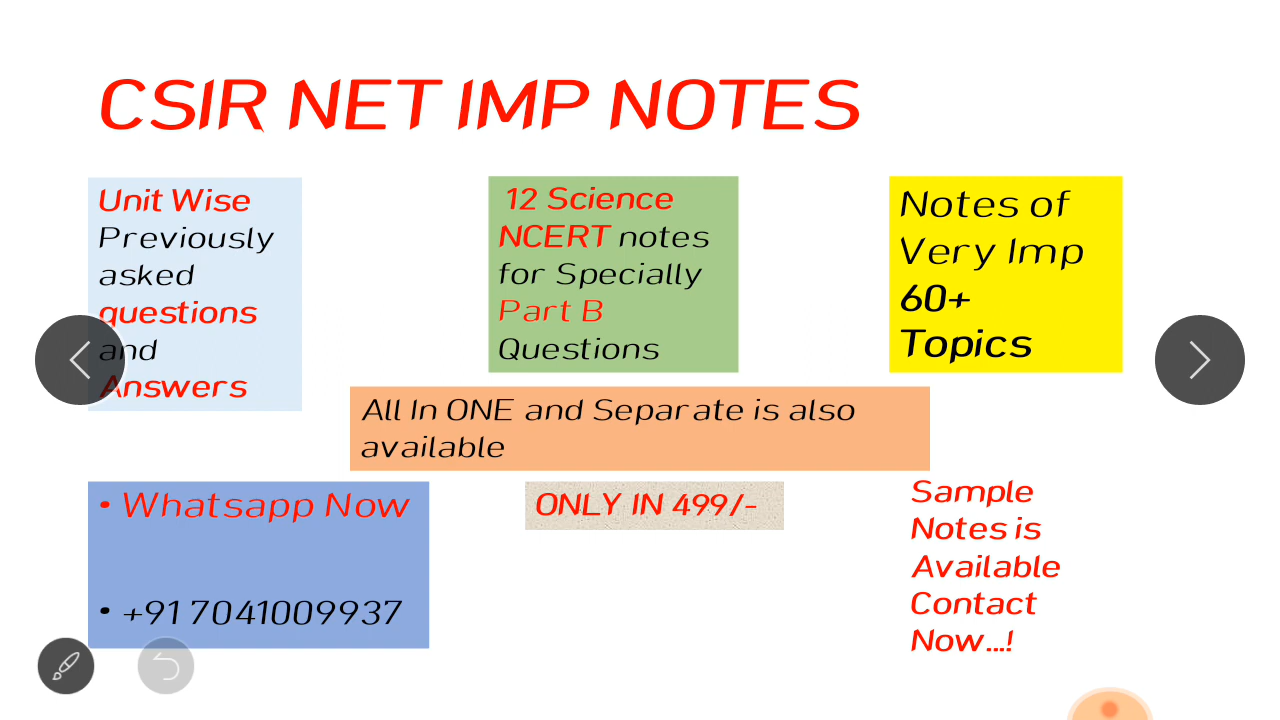 CSIR NET IMP NOTES
Unit Wise
Previously
asked
questions
and
Answers
12 Science
NCERT notes
for Specially
Part B
Questions
Notes of
Very Imp
60+
Topics
All In ONE and Separate is also
available
• Whatsapp Now
• +91 7041009937
ONLY IN 499/-
Sample
Notes is
Available
Contact
Now...!